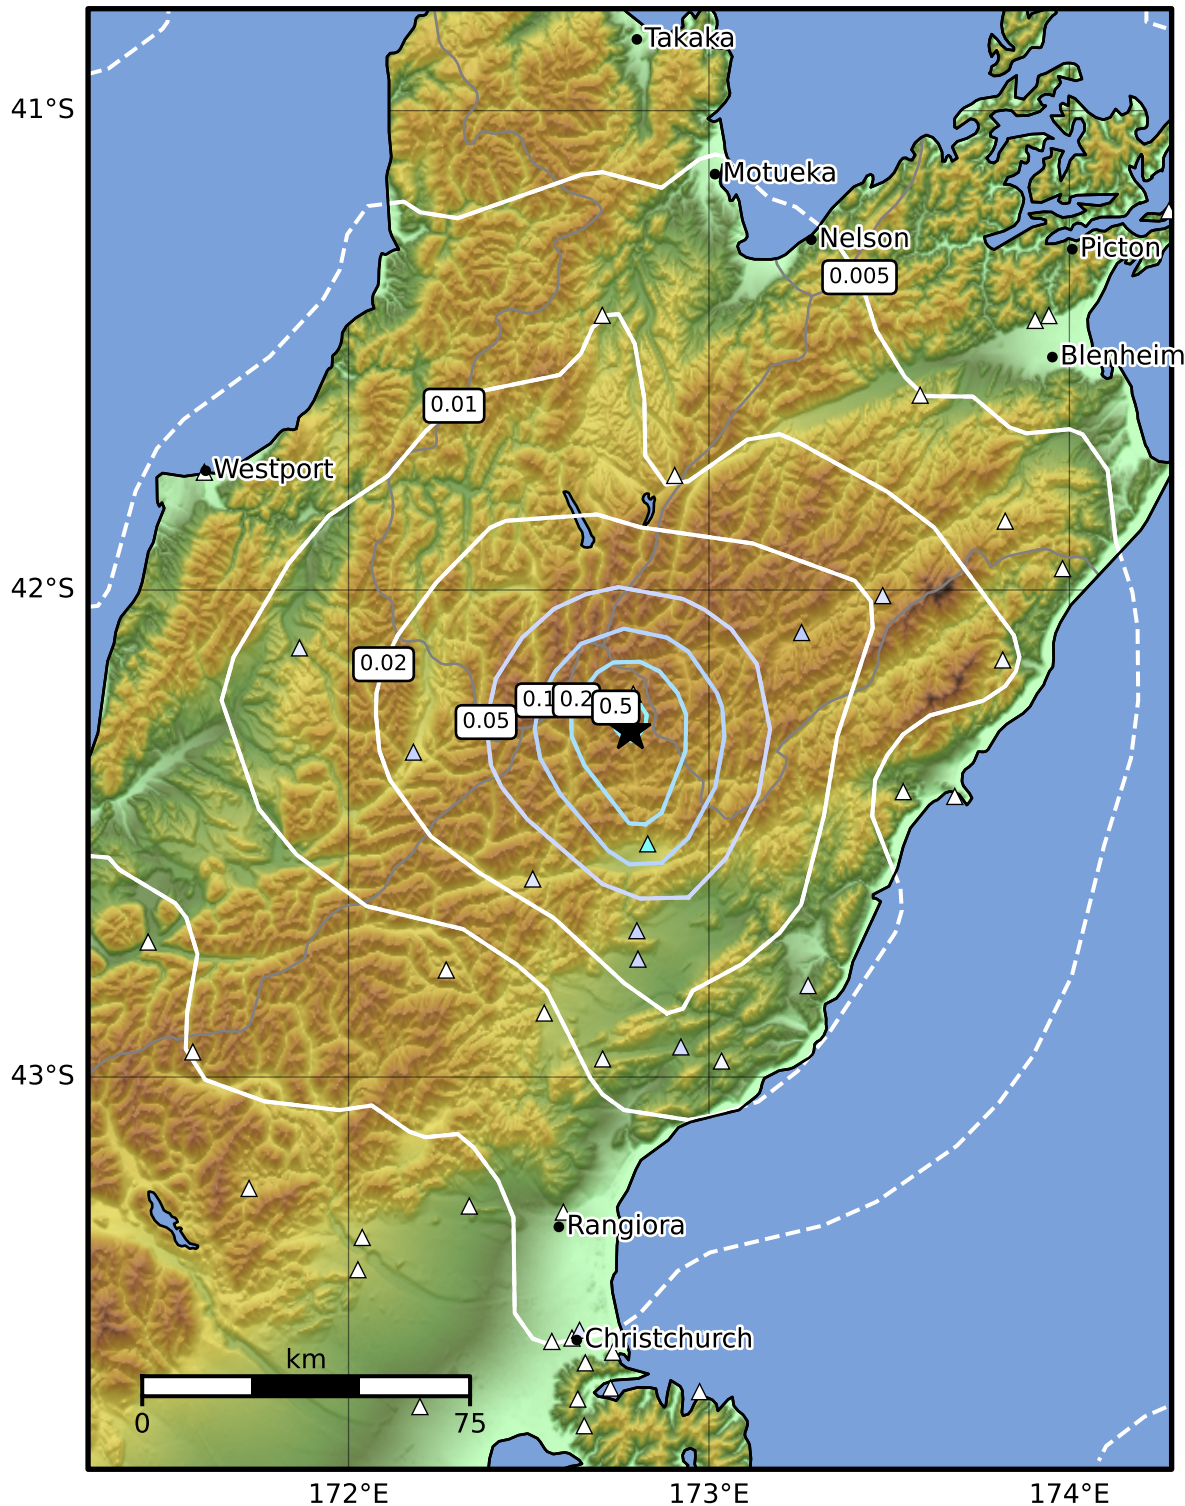 Takaka
41°S
Motueka
Nelson
Picton
0.005
Blenheim
0.01
Westport
42°S
0.02
0.1
0.2
0.5
0.05
43°S
Rangiora
Christchurch
km
0
75
172°E
173°E
174°E